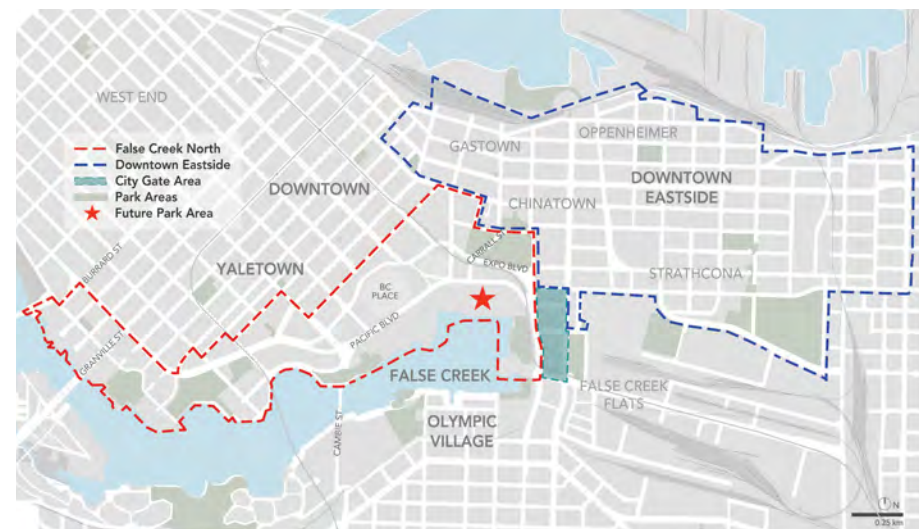 WEST END
False Creek North
Downtown Eastside
City Gate Area
Park Areas
Future Park Area
GASTOWN
OPPENHEIMER
DOWNTOWN
DOWNTOWN
EASTSIDE
CHINATOWN
CARRALL ST
EXPO BLVD
STRATHCONA
BURRARD ST
YALETOWN
BC
PLACE
PACIFIC BLVD
GRANVILLE ST
FALSE CREEK
FALSE CREEK
FLATS
CAMBIE ST
OLYMPIC
VILLAGE
N
0.25 km